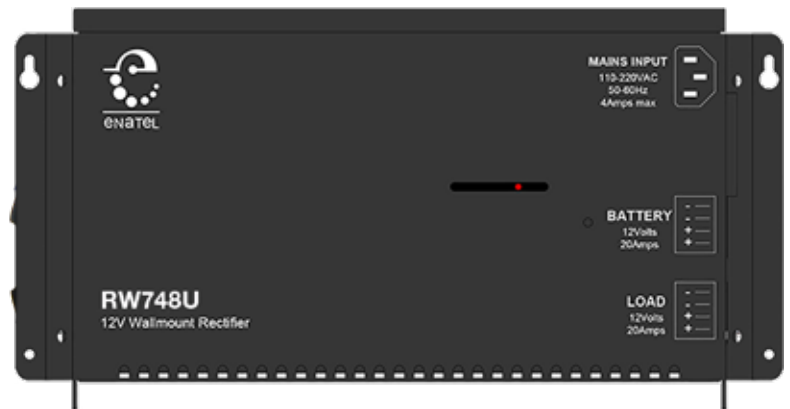 enatel
MAINS INPUT
110-220VAC
50-60Hz
4Amps max
BATTERY
12Volts
20Amps
- 
- 
+
+
RW748U
12V Wallmount Rectifier
LOAD
12Volts
20Amps
- 
- 
+
+